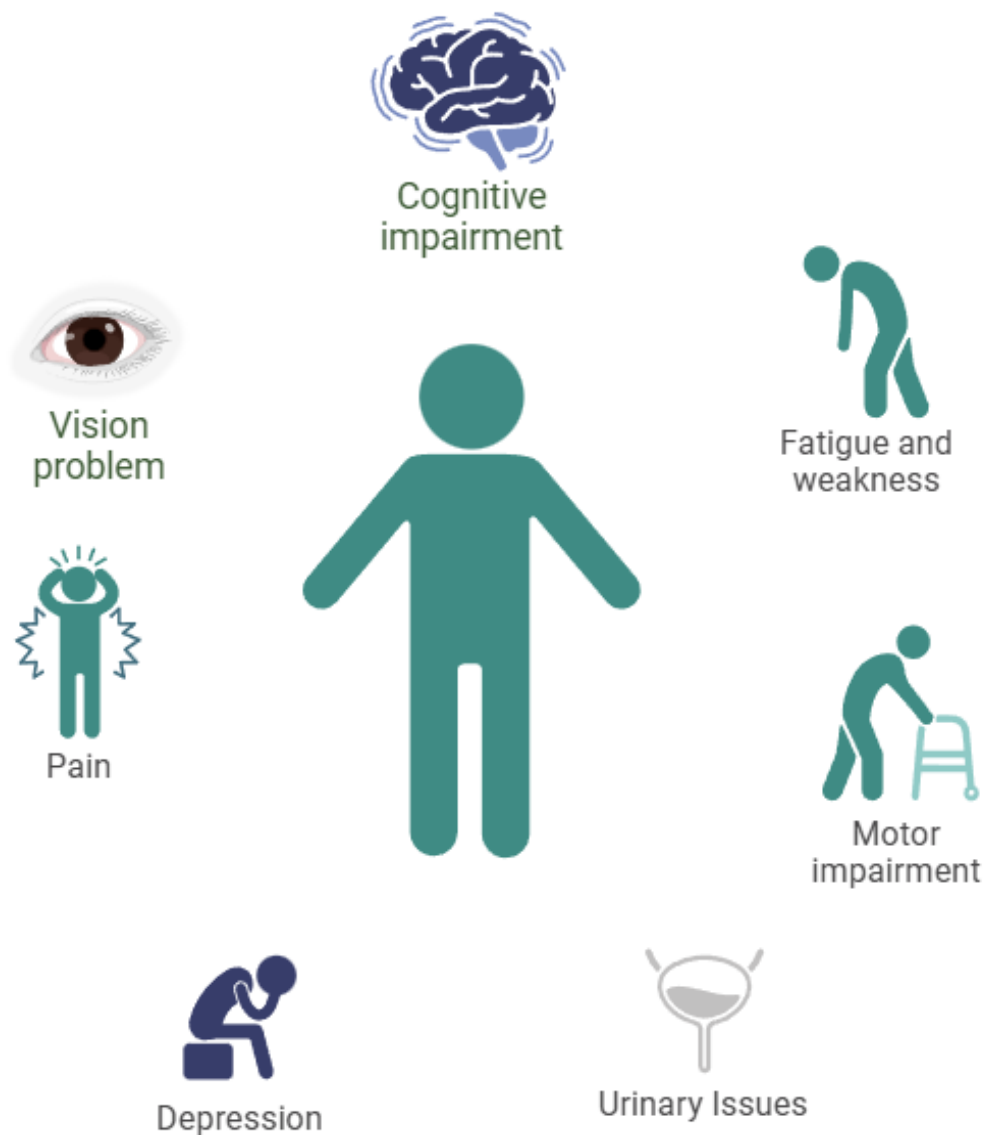 Cognitive
impairment
Vision
problem
Fatigue and
weakness
Pain
Motor
impairment
Depression
Urinary Issues